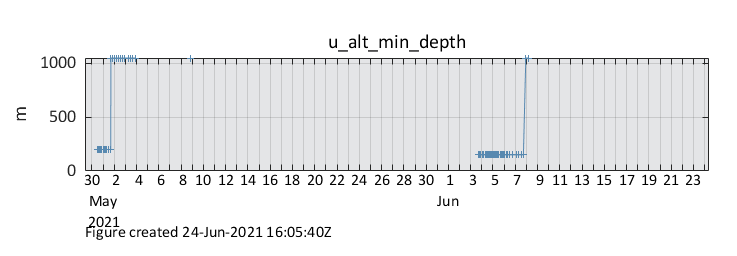 u_alt_min_depth
1000
500
0
m
30 2 4 6 8 10 12 14 16 18 20 22 24 26 28 30 1 3 5 7 9 11 13 15 17 19 21 23
May Jun
2021
Figure created 24-Jun-2021 16:05:40Z